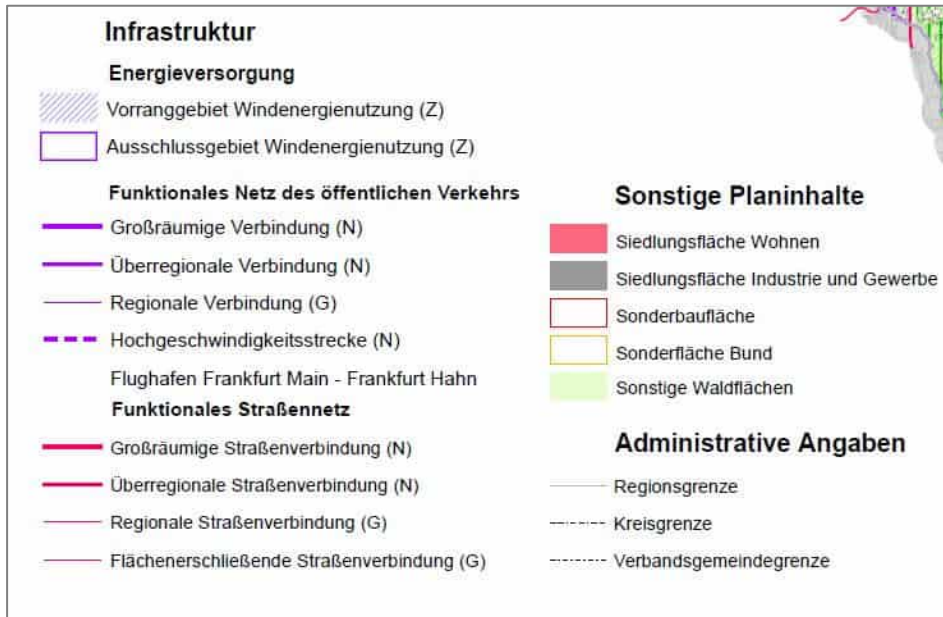 Infrastruktur
Energieversorgung
Vorranggebiet Windenergienutzung (Z)
Ausschlussgebiet Windenergienutzung (Z)
Funktionales Netz des öffentlichen Verkehrs
Großräumige Verbindung (N)
Überregionale Verbindung (N)
Regionale Verbindung (G)
Hochgeschwindigkeitsstrecke (N)
Flughafen Frankfurt Main - Frankfurt Hahn
Funktionales Straßennetz
Großräumige Straßenverbindung (N)
Überregionale Straßenverbindung (N)
Regionale Straßenverbindung (G)
Flächenerschließende Straßenverbindung (G)
Sonstige Planinhalte
Siedlungsfläche Wohnen
Siedlungsfläche Industrie und Gewerbe
Sonderbaufläche
Sonderfläche Bund
Sonstige Waldflächen
Administrative Angaben
Regionsgrenze
Kreisgrenze
Verbandsgemeindegrenze